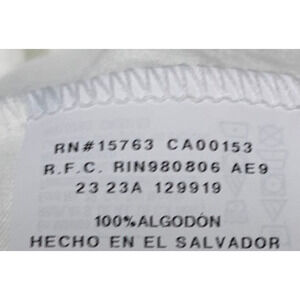 RN#15763 CA00153
R.F.C. RIN980806 AE9
23 23A 129919
100%ALGODÓN
HECHO EN EL SALVADOR